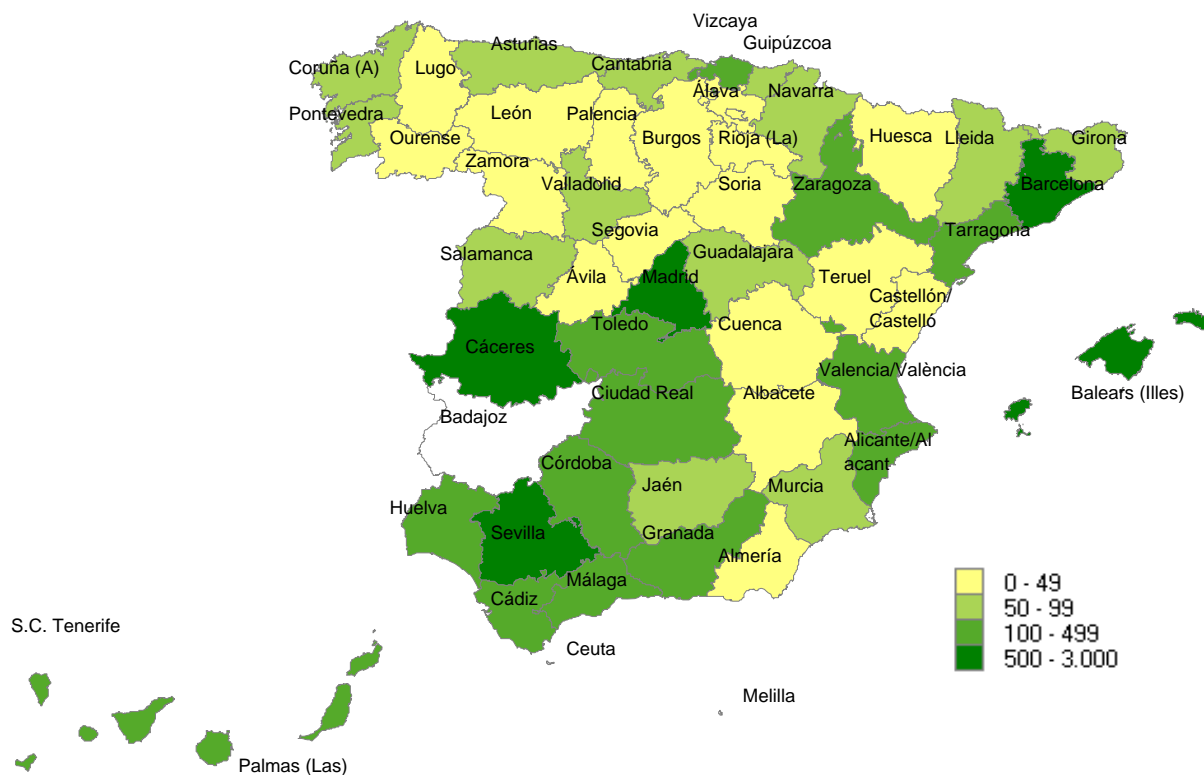 Vizcaya
Guipúzcoa
Asturias
Cantabria
Coruña (A)
Lugo
Álava
Navarra
Pontevedra
León
Palencia
Burgos
Rioja (La)
Huesca
Lleida
Girona
Ourense
Zamora
Valladolid
Soria
Zaragoza
Barcelona
Segovia
Tarragona
Salamanca
Guadalajara
Ávila
Madrid
Teruel
Castellón/
Castelló
Toledo
Cuenca
Cáceres
Valencia/València
Ciudad Real
Albacete
Balears (Illes)
Badajoz
Alicante/Al
acant
Córdoba
Jaén
Murcia
Huelva
Sevilla
Granada
Almería
Málaga
Cádiz
0 - 49
50 - 99
100 - 499
500 - 3.000
S.C. Tenerife
Ceuta
Melilla
Palmas (Las)